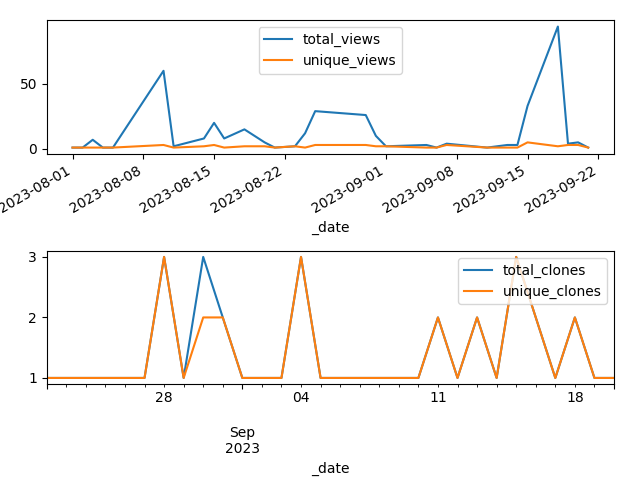 total_views
unique_views
50
0
2023-08-01
2023-08-08
2023-08-15
2023-08-22
2023-09-01
2023-09-08
2023-09-15
2023-09-22
_date
3
total_clones
unique_clones
2
1
28
04
11
18
Sep
2023
_date